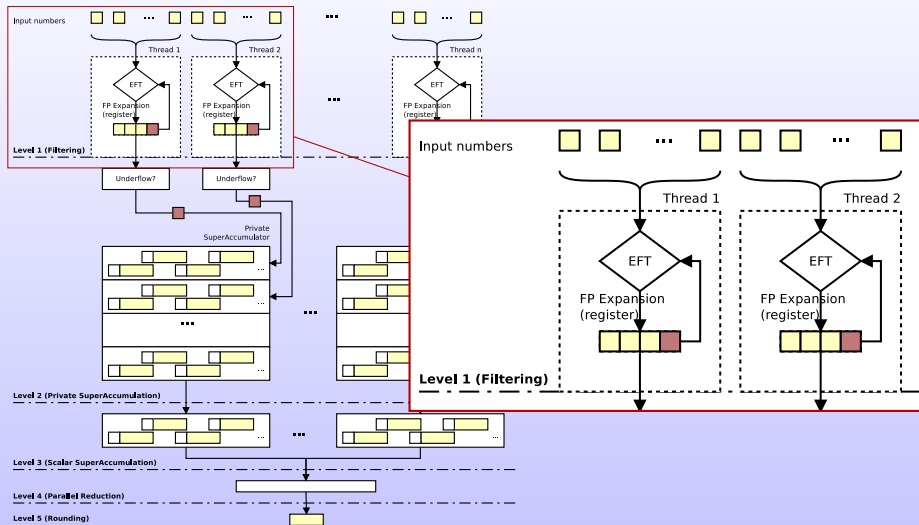 Input numbers
...
...
...
Thread 1
Thread 2
Thread n
EFT
EFT
EFT
...
FP Expansion
(register)
FP Expansion
(register)
FP Expansion
(register)
Level 1 (Filtering)
Underflow?
Underflow?
Private
SuperAccumulator
...
...
...
...
...
Level 2 (Private SuperAccumulation)
...
...
...
Level 3 (Scalar SuperAccumulation)
Level 4 (Parallel Reduction)
Level 5 (Rounding)
Input numbers
...
...
Thread 1
Thread 2
EFT
EFT
FP Expansion
(register)
FP Expansion
(register)
Level 1 (Filtering)